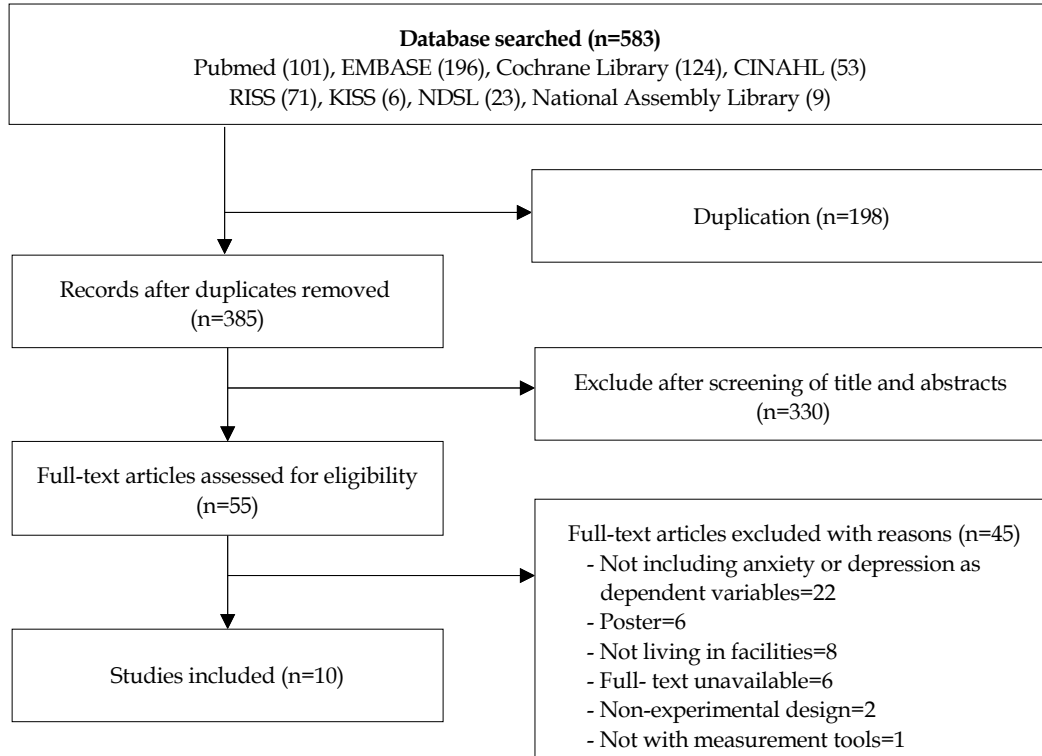 Database searched (n=583)
Pubmed (101), EMBASE (196), Cochrane Library (124), CINAHL (53)
RISS (71), KISS (6), NDSL (23), National Assembly Library (9)
Duplication (n=198)
Records after duplicates removed
(n=385)
Exclude after screening of title and abstracts
(n=330)
Full-text articles assessed for eligibility
(n=55)
Full-text articles excluded with reasons (n=45)
- Not including anxiety or depression as
dependent variables=22
- Poster=6
- Not living in facilities=8
- Full- text unavailable=6
- Non-experimental design=2
- Not with measurement tools=1
Studies included (n=10)